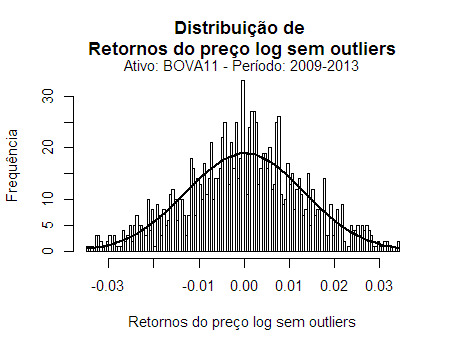 Distribuição de
Retornos do preço log sem outliers
Ativo: BOVA11 - Período: 2009-2013
Frequência
30
20
10
5
0
-0.03
-0.01
0.00
0.01
0.02
0.03
Retornos do preço log sem outliers